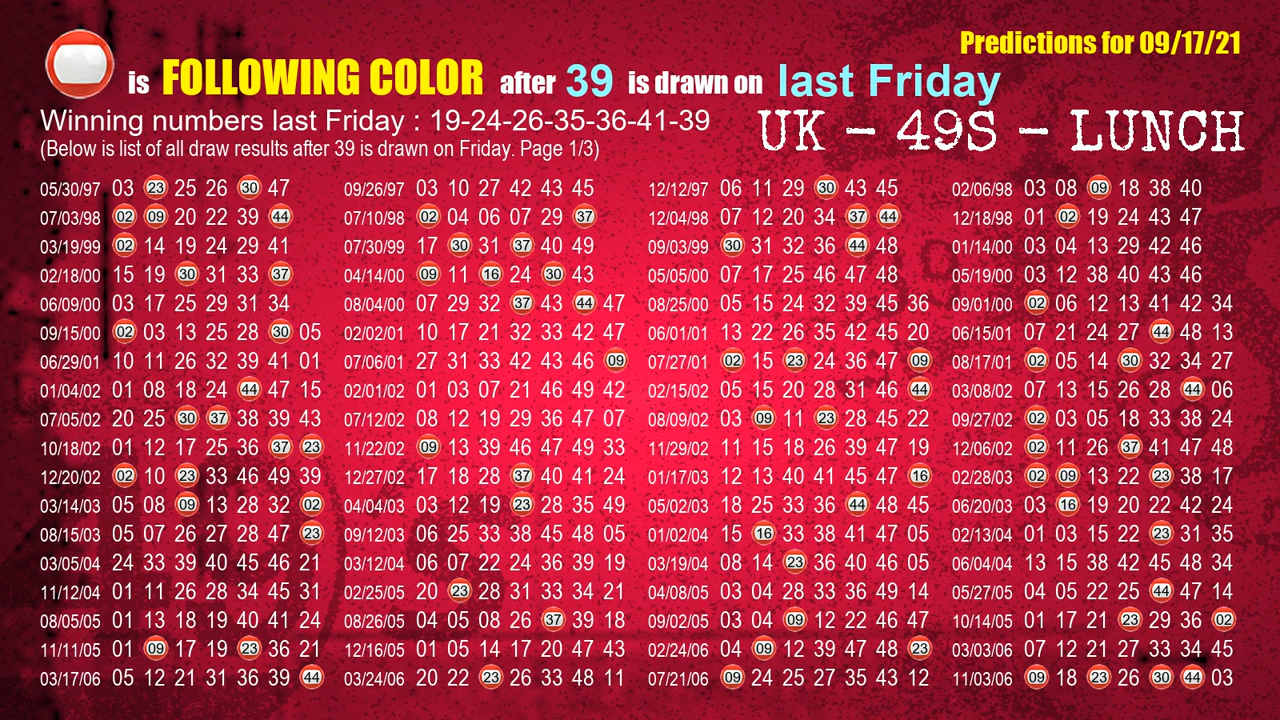 Predictions for 09/17/21
is FOLLOWING COLOR after 39 is drawn on last Friday
Winning numbers last Friday : 19-24-26-35-36-41-39
UK - 49S - LUNCH
(Below is list of all draw results after 39 is drawn on Friday. Page 1/3)
05/30/97 03 23 25 26 30 47 09/26/97 03 10 27 42 43 45 12/12/97 06 11 29 30 43 45 02/06/98 03 08 09 18 38 40
07/03/98 02 09 20 22 39 44 07/10/98 02 04 06 07 29 37 12/04/98 07 12 20 34 37 44 12/18/98 01 02 19 24 43 47
03/19/99 02 14 19 24 29 41 07/30/99 17 30 31 37 40 49 09/03/99 30 31 32 36 44 48 01/14/00 03 04 13 29 42 46
02/18/00 15 19 30 31 33 37 04/14/00 09 11 16 24 30 43 05/05/00 07 17 25 46 47 48 05/19/00 03 12 38 40 43 46
06/09/00 03 17 25 29 31 34 08/04/00 07 29 32 37 43 44 47 08/25/00 05 15 24 32 39 45 36 09/01/00 02 06 12 13 41 42 34
09/15/00 02 03 13 25 28 30 05 02/02/01 10 17 21 32 33 42 47 06/01/01 13 22 26 35 42 45 20 06/15/01 07 21 24 27 44 48 13
06/29/01 10 11 26 32 39 41 01 07/06/01 27 31 33 42 43 46 09 07/27/01 02 15 23 24 36 47 09 08/17/01 02 05 14 30 32 34 27
01/04/02 01 08 18 24 44 47 15 02/01/02 01 03 07 21 46 49 42 02/15/02 05 15 20 28 31 46 44 03/08/02 07 13 15 26 28 44 06
07/05/02 20 25 30 37 38 39 43 07/12/02 08 12 19 29 36 47 07 08/09/02 03 09 11 23 28 45 22 09/27/02 02 03 05 18 33 38 24
10/18/02 01 12 17 25 36 37 23 11/22/02 09 13 39 46 47 49 33 11/29/02 11 15 18 26 39 47 19 12/06/02 02 11 26 37 41 47 48
12/20/02 02 10 23 33 46 49 39 12/27/02 17 18 28 37 40 41 24 01/17/03 12 13 40 41 45 47 16 02/28/03 02 09 13 22 23 38 17
03/14/03 05 08 09 13 28 32 02 04/04/03 03 12 19 23 28 35 49 05/02/03 18 25 33 36 44 48 45 06/20/03 03 16 19 20 22 42 24
08/15/03 05 07 26 27 28 47 23 09/12/03 06 25 33 38 45 48 05 01/02/04 15 16 33 38 41 47 05 02/13/04 01 03 15 22 23 31 35
03/05/04 24 33 39 40 45 46 21 03/12/04 06 07 22 24 36 39 19 03/19/04 08 14 23 36 40 46 05 06/04/04 13 15 38 42 45 48 34
11/12/04 01 11 26 28 34 45 31 02/25/05 20 23 28 31 33 34 21 04/08/05 03 04 28 33 36 49 14 05/27/05 04 05 22 25 44 47 14
08/05/05 01 13 18 19 40 41 24 08/26/05 04 05 08 26 37 39 18 09/02/05 03 04 09 12 22 46 47 10/14/05 01 17 21 23 29 36 02
11/11/05 01 09 17 19 23 36 21 12/16/05 01 05 14 17 20 47 43 02/24/06 04 09 12 39 47 48 23 03/03/06 07 12 21 27 33 34 45
03/17/06 05 12 21 31 36 39 44 03/24/06 20 22 23 26 33 48 11 07/21/06 09 24 25 27 35 43 12 11/03/06 09 18 23 26 30 44 03